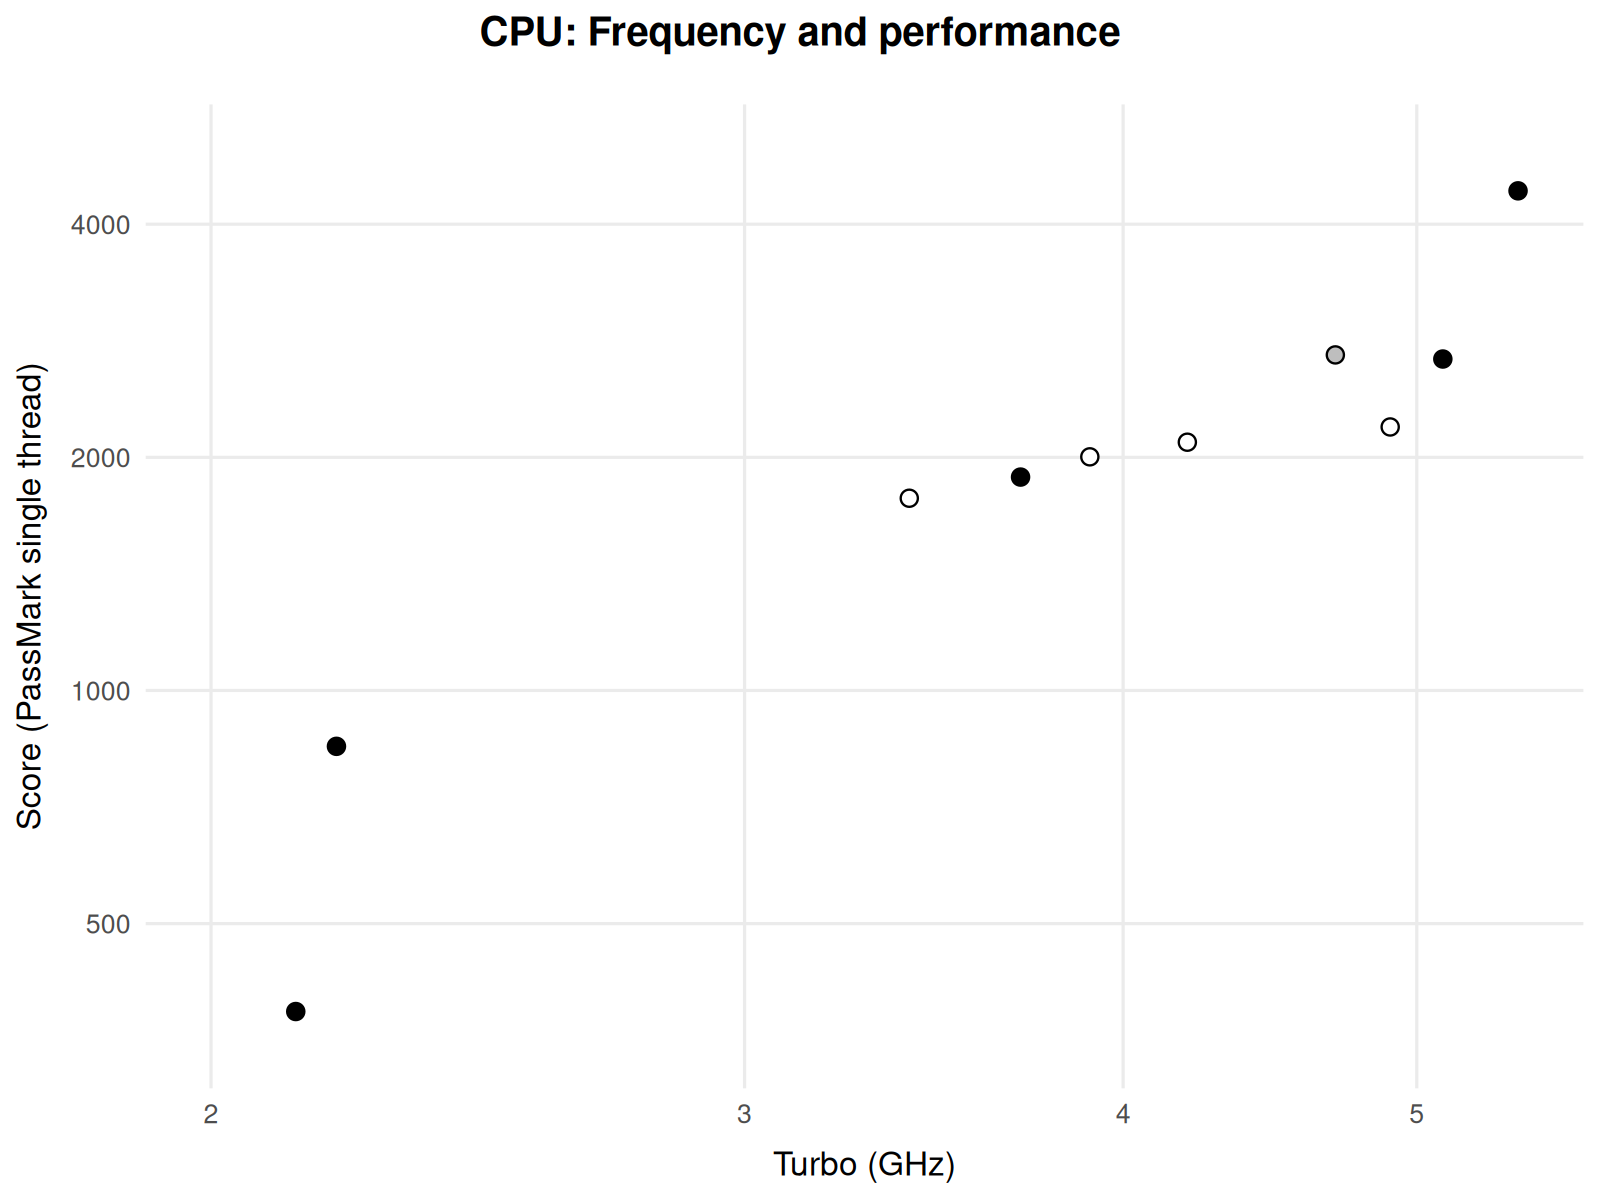 CPU: Frequency and performance
Score (PassMark single thread)
4000
2000
1000
500
2 3 4 5
Turbo (GHz)